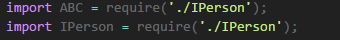 import ABC = require('./IPerson');
import IPerson = require('./IPerson');